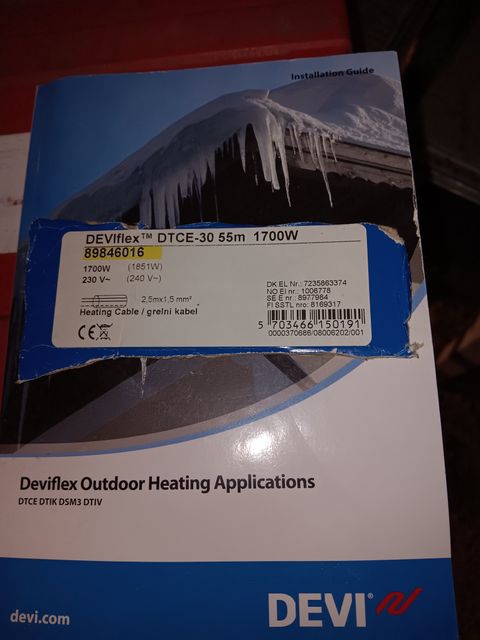 Installation Guide
DEVIflex™ DTCE-30 55m 1700W
89846016
1700W (1851W)
230 V~ (240 V~)
2,5mx1,5 mm²
Heating Cable / grelni kabel
CE
DK EL Nr.: 7235863374
NO El nr.: 1006778
SE E nr.: 8977984
FI SSTL nro: 8169317
5 703466 150191
0000370686/08006202/001
Deviflex Outdoor Heating Applications
DTCE DTIK DSM3 DTIV
devi.com
DEVI®